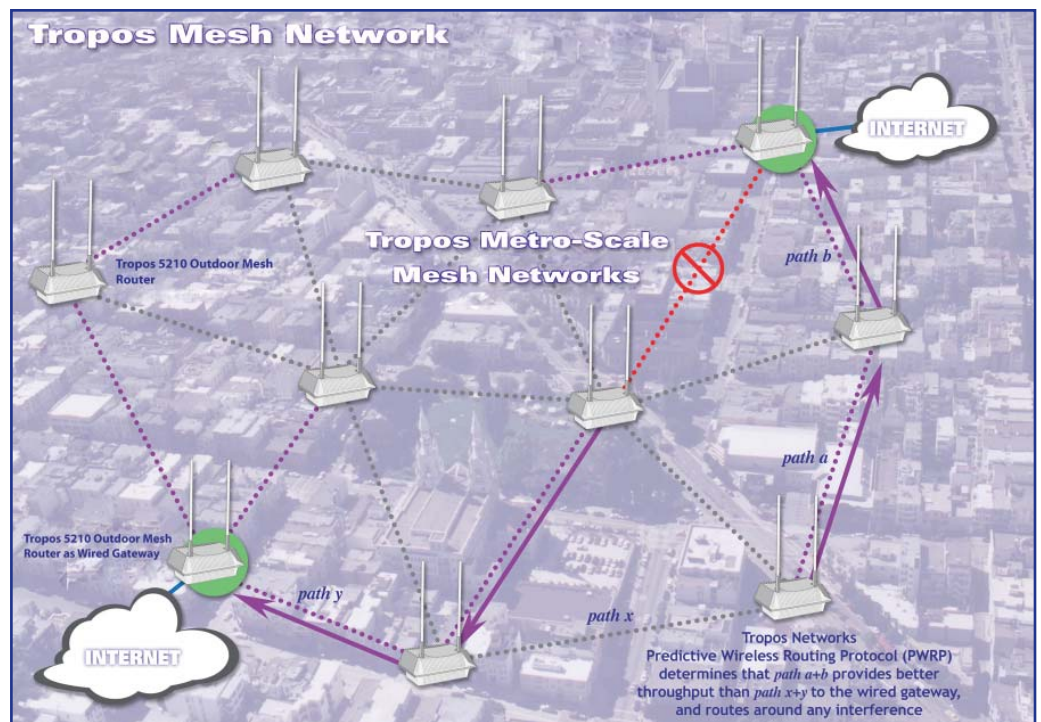 Tropos Mesh Network
INTERNET
Tropos Metro-Scale
Mesh Networks
path b
Tropos 5210 Outdoor Mesh
Router
path a
Tropos 5210 Outdoor Mesh
Router as Wired Gateway
path y
path x
INTERNET
Tropos Networks
Predictive Wireless Routing Protocol (PWRP)
determines that path a+b provides better
throughput than path x+y to the wired gateway,
and routes around any interference